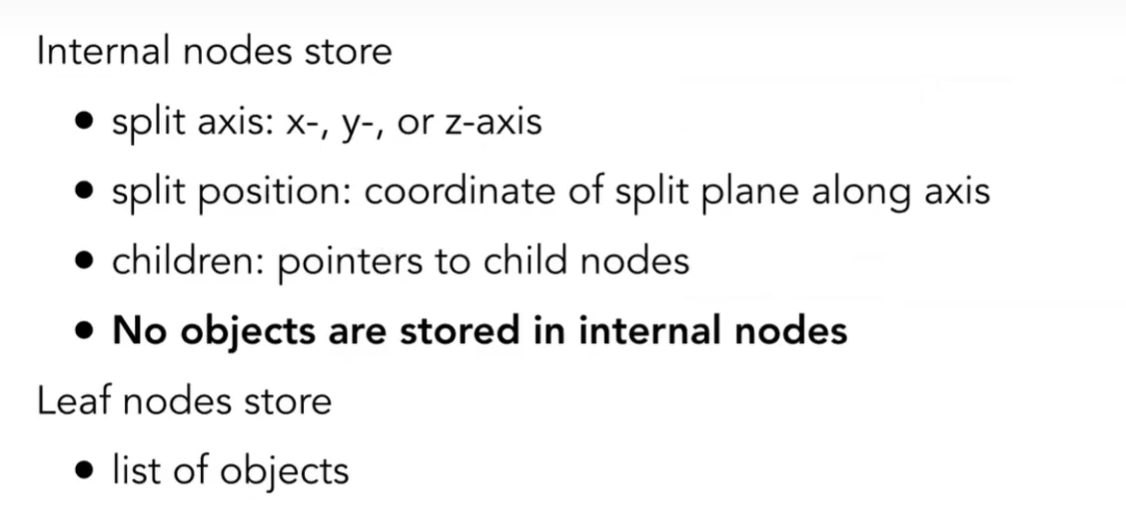 Internal nodes store
● split axis: x-, y-, or z-axis
● split position: coordinate of split plane along axis
● children: pointers to child nodes
● No objects are stored in internal nodes
Leaf nodes store
● list of objects